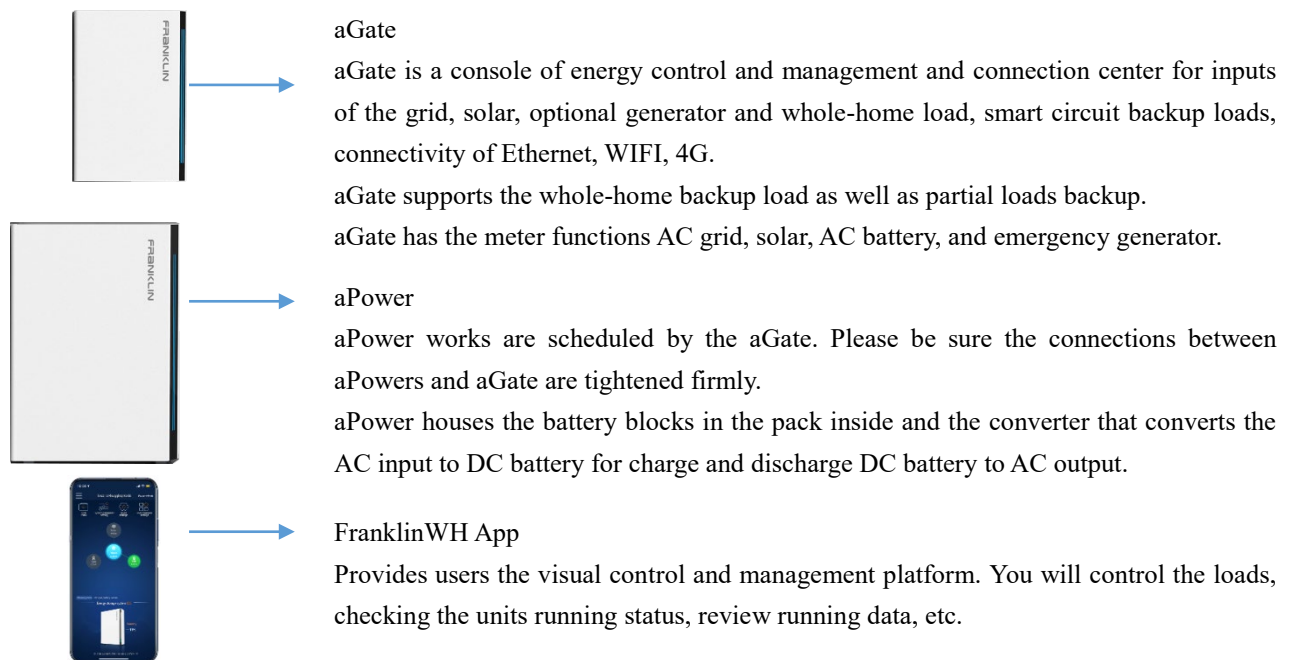 FRANKLIN
aGate
aGate is a console of energy control and management and connection center for inputs
of the grid, solar, optional generator and whole-home load, smart circuit backup loads,
connectivity of Ethernet, WIFI, 4G.
aGate supports the whole-home backup load as well as partial loads backup.
aGate has the meter functions AC grid, solar, AC battery, and emergency generator.
FRANKLIN
aPower
aPower works are scheduled by the aGate. Please be sure the connections between
aPowers and aGate are tightened firmly.
aPower houses the battery blocks in the pack inside and the converter that converts the
AC input to DC battery for charge and discharge DC battery to AC output.
FranklinWH App
Provides users the visual control and management platform. You will control the loads,
checking the units running status, review running data, etc.